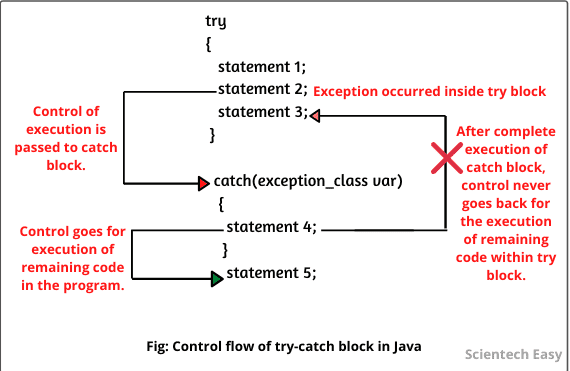 try
{
statement 1;
statement 2; Exception occurred inside try block
statement 3;
}
Control of
execution is
passed to catch
block.
After complete
execution of
catch block,
control never
goes back for
the execution
of remaining
code within try
block.
catch(exception_class var)
{
statement 4;
}
statement 5;
Control goes for
execution of
remaining code
in the program.
Fig: Control flow of try-catch block in Java
Scientech Easy